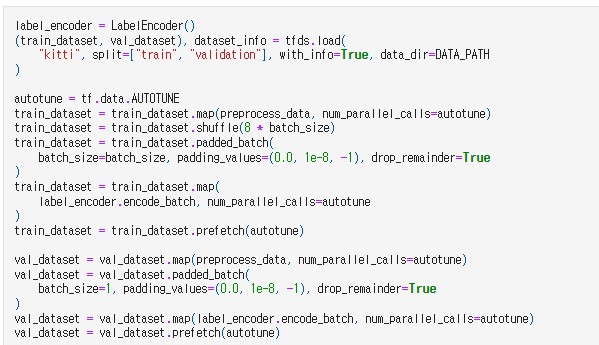 label_encoder = LabelEncoder()
(train_dataset, val_dataset), dataset_info = tfds.load(
    "kitti", split=["train", "validation"], with_info=True, data_dir=DATA_PATH
)

autotune = tf.data.AUTOTUNE
train_dataset = train_dataset.map(preprocess_data, num_parallel_calls=autotune)
train_dataset = train_dataset.shuffle(8 * batch_size)
train_dataset = train_dataset.padded_batch(
    batch_size=batch_size, padding_values=(0.0, 1e-8, -1), drop_remainder=True
)
train_dataset = train_dataset.map(
    label_encoder.encode_batch, num_parallel_calls=autotune
)
train_dataset = train_dataset.prefetch(autotune)

val_dataset = val_dataset.map(preprocess_data, num_parallel_calls=autotune)
val_dataset = val_dataset.padded_batch(
    batch_size=1, padding_values=(0.0, 1e-8, -1), drop_remainder=True
)
val_dataset = val_dataset.map(label_encoder.encode_batch, num_parallel_calls=autotune)
val_dataset = val_dataset.prefetch(autotune)